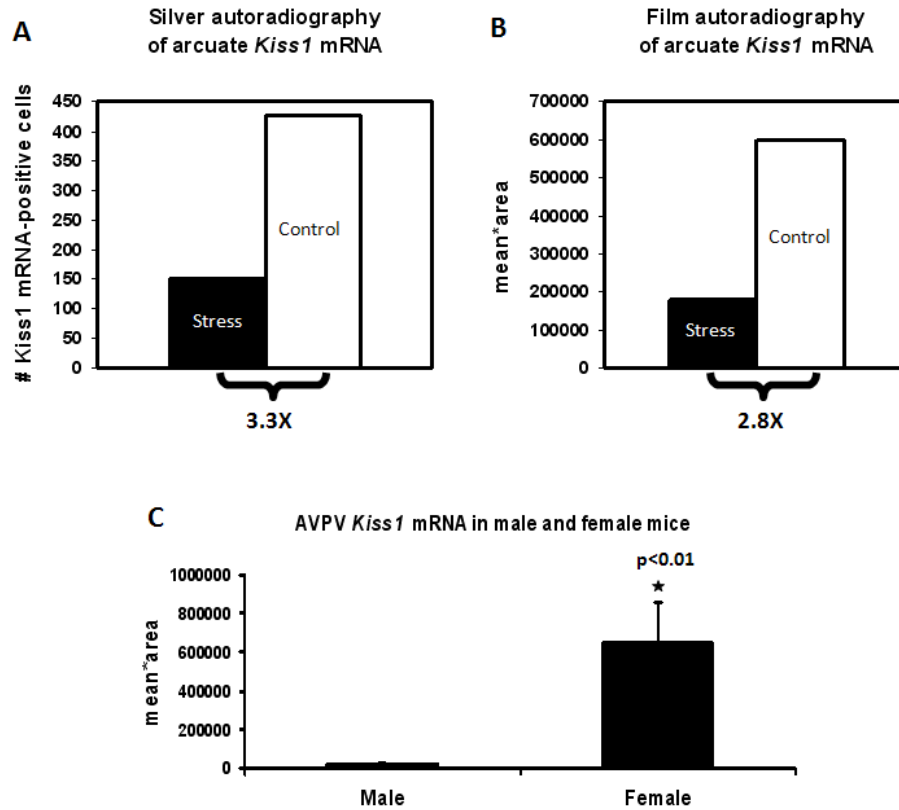 A
Silver autoradiography
of arcuate Kiss1 mRNA
# Kiss1 mRNA-positive cells
450
400
350
300
250
200
150
100
50
0
Stress
Control
3.3X
B
Film autoradiography
of arcuate Kiss1 mRNA
mean*area
700000
600000
500000
400000
300000
200000
100000
0
Stress
Control
2.8X
C
AVPV Kiss1 mRNA in male and female mice
p<0.01
mean*area
1000000
800000
600000
400000
200000
0
Male
Female